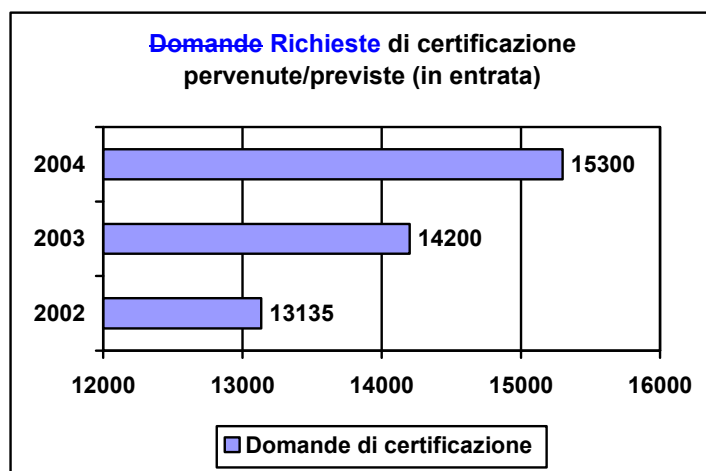 Domande Richieste di certificazione
pervenute/previste (in entrata)
2004
15300
2003
14200
2002
13135
12000 13000 14000 15000 16000
Domande di certificazione